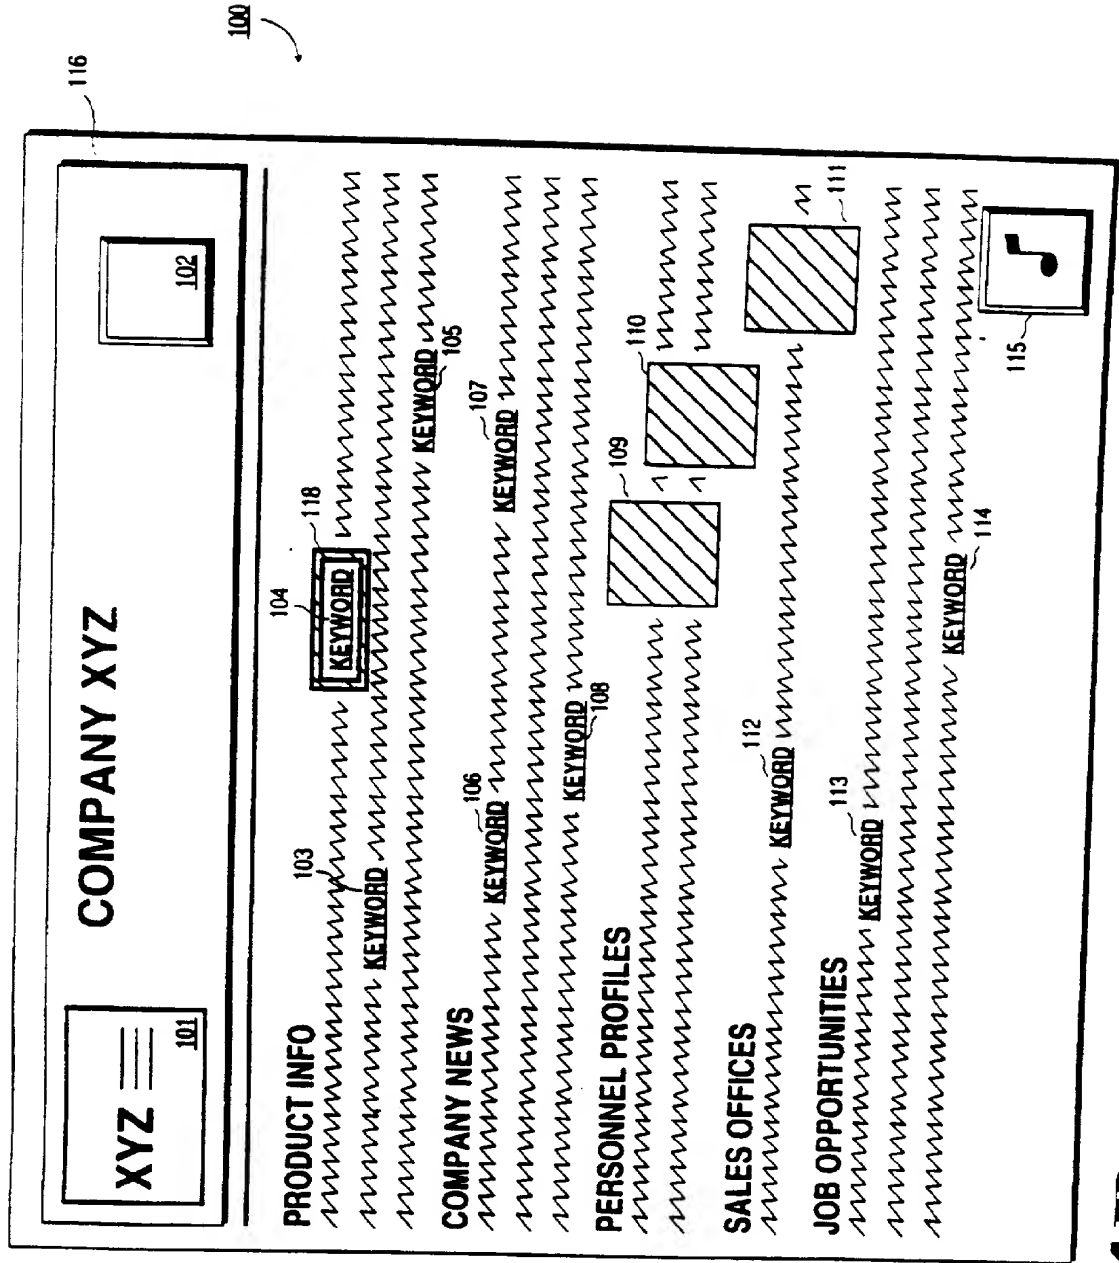 100
116
XYZ
101
COMPANY XYZ
102
PRODUCT INFO
104
118
KEYWORD
103
KEYWORD
KEYWORD
105
COMPANY NEWS
106
107
KEYWORD
KEYWORD
KEYWORD
108
PERSONNEL PROFILES
109
110
SALES OFFICES
112
KEYWORD
111
JOB OPPORTUNITIES
113
KEYWORD
KEYWORD
114
115